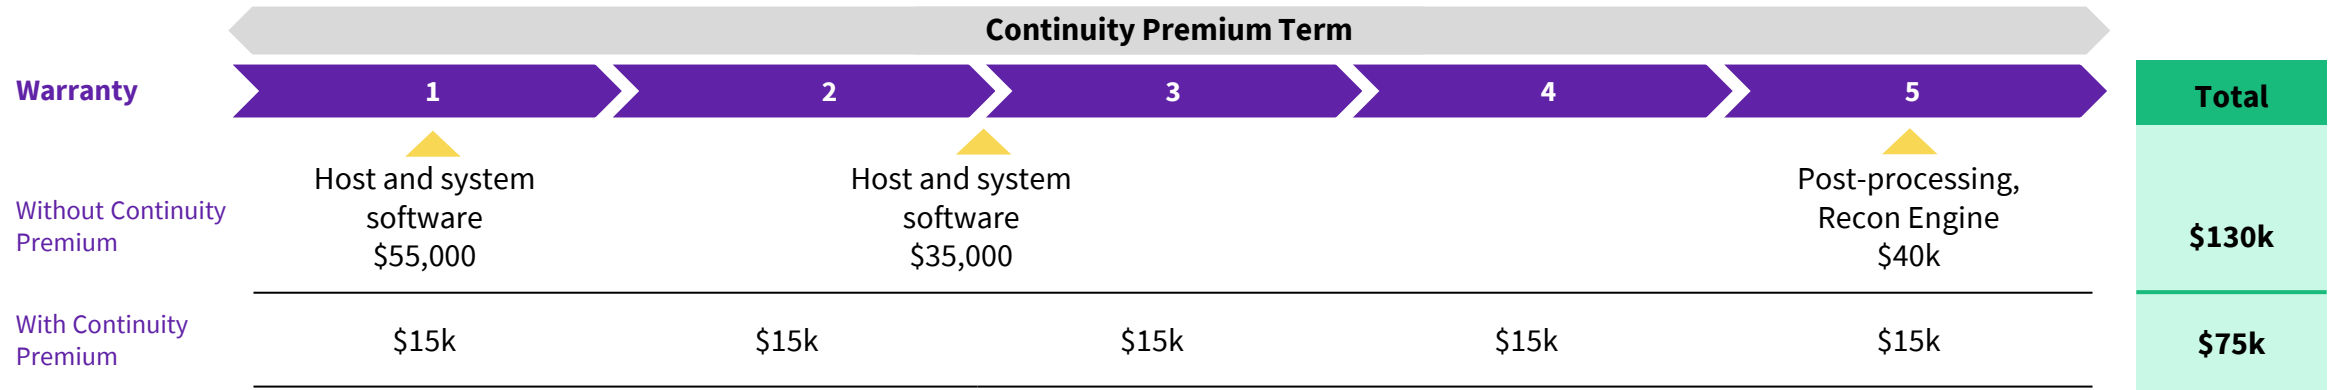 Continuity Premium Term
Warranty
1
2
3
4
5
Total
Without Continuity
Premium
Host and system
software
$55,000
Host and system
software
$35,000
Post-processing,
Recon Engine
$40k
$130k
With Continuity
Premium
$15k
$15k
$15k
$15k
$15k
$75k